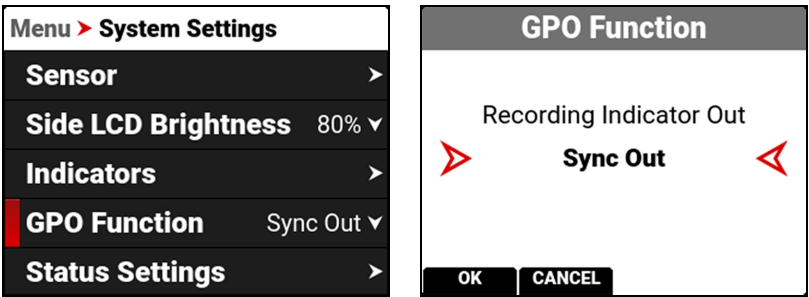 Menu System Settings
Sensor
Side LCD Brightness 80%
Indicators
GPO Function Sync Out
Status Settings
GPO Function
Recording Indicator Out
Sync Out
OK CANCEL